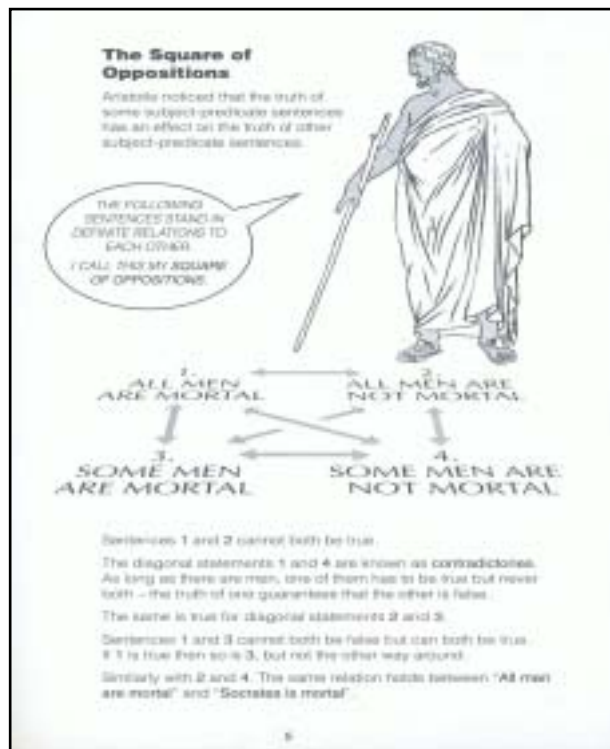 The Square of
Oppositions
Aristotle noticed that the truth of
some subject-predicate sentences
has an effect on the truth of other
subject-predicate sentences.
THE FOLLOWING
SENTENCES STAND IN
DEFINITE RELATIONS TO
EACH OTHER.
I CALL THIS MY SQUARE
OF OPPOSITIONS.
1.
ALL MEN
ARE MORTAL
2.
ALL MEN ARE
NOT MORTAL
3.
SOME MEN
ARE MORTAL
4.
SOME MEN ARE
NOT MORTAL
Sentences 1 and 2 cannot both be true.
The diagonal statements 1 and 4 are known as contradictories.
As long as there are men, one of them has to be true but never
both – the truth of one guarantees that the other is false.
The same is true for diagonal statements 2 and 3.
Sentences 1 and 3 cannot both be false but can both be true.
If 1 is true then so is 3, but not the other way around.
Similarly with 2 and 4. The same relation holds between "All men
are mortal" and "Socrates is mortal".